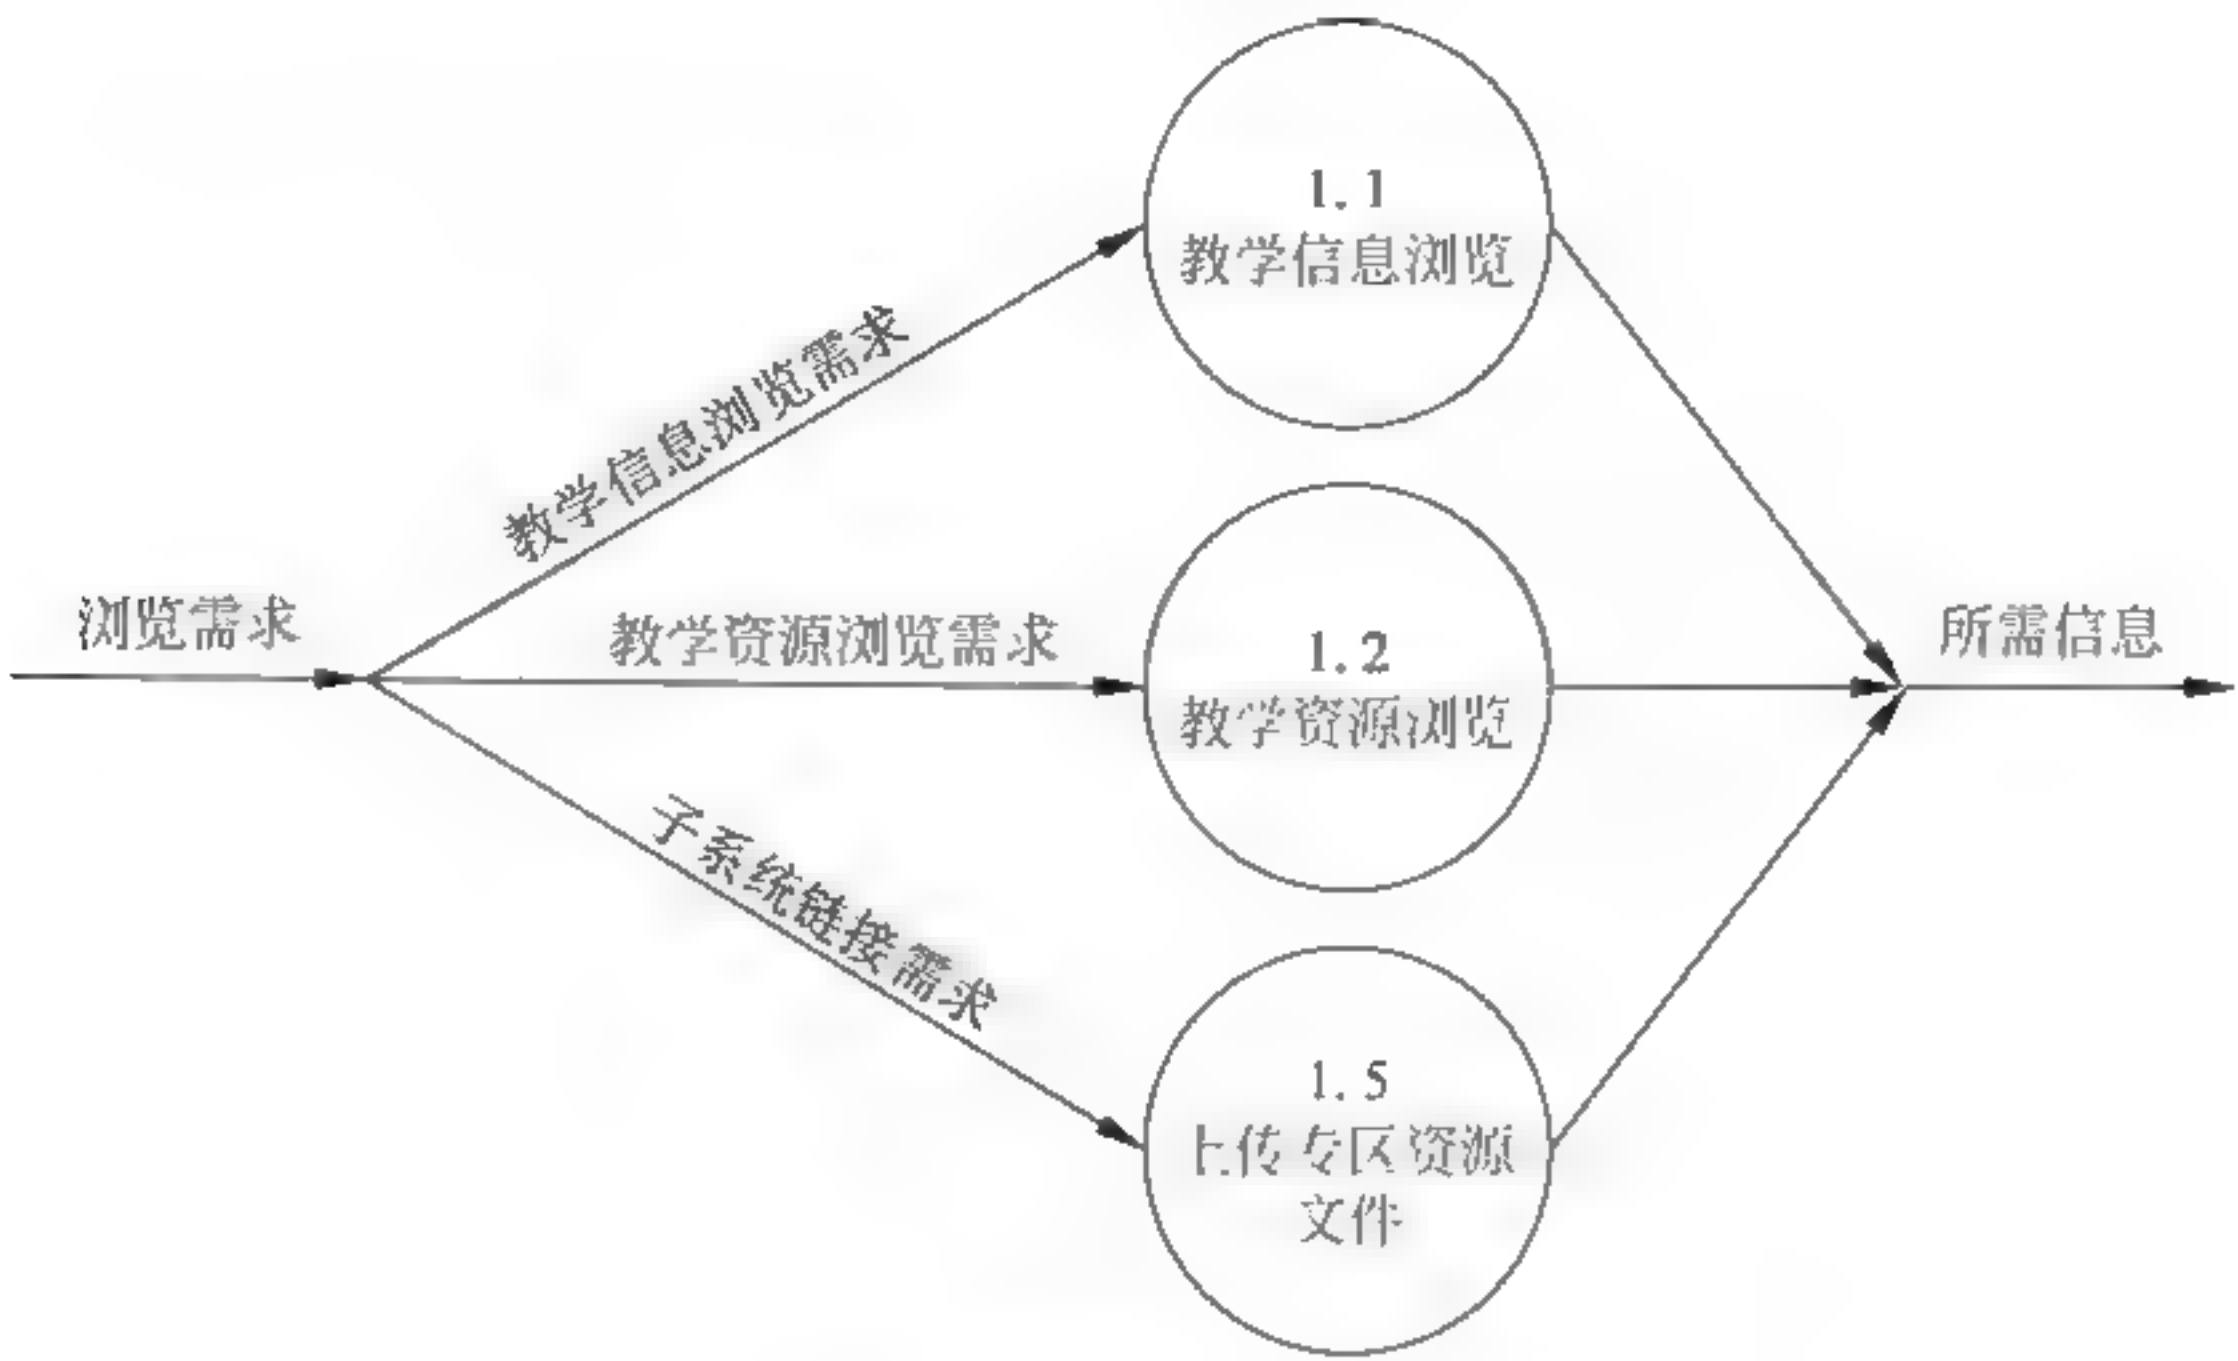 1.1
教学信息浏览
教学信息浏览需求
浏览需求
教学资源浏览需求
1.2
教学资源浏览
所需信息
子系统链接需求
1.5
上传专区资源
文件